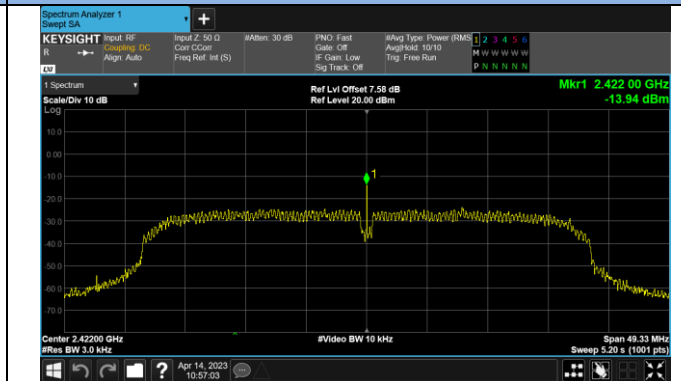 Spectrum Analyzer 1
Swept SA
+
KEYSIGHT Input: RF Input Z: 50 Ω #Atten: 30 dB PNO: Fast #Avg Type: Power (RMS 1 2 3 4 5 6
R Coupling: DC Corr CCorr Gate: Off Avg|Hold: 10/10 M W W W W W
Align: Auto Freq Ref: Int (S) IF Gain: Low Trig: Free Run
Sig Track: Off P N N N N N
LXI
1 Spectrum Ref Lvl Offset 7.58 dB Mkr1 2.422 00 GHz
Scale/Div 10 dB Ref Level 20.00 dBm -13.94 dBm
Log
10.0
0.00
1
-10.0
-20.0
-30.0
-40.0
-50.0
-60.0
-70.0
Center 2.42200 GHz #Video BW 10 kHz Span 49.33 MHz
#Res BW 3.0 kHz Sweep 5.20 s (1001 pts)
? Apr 14, 2023
10:57:03